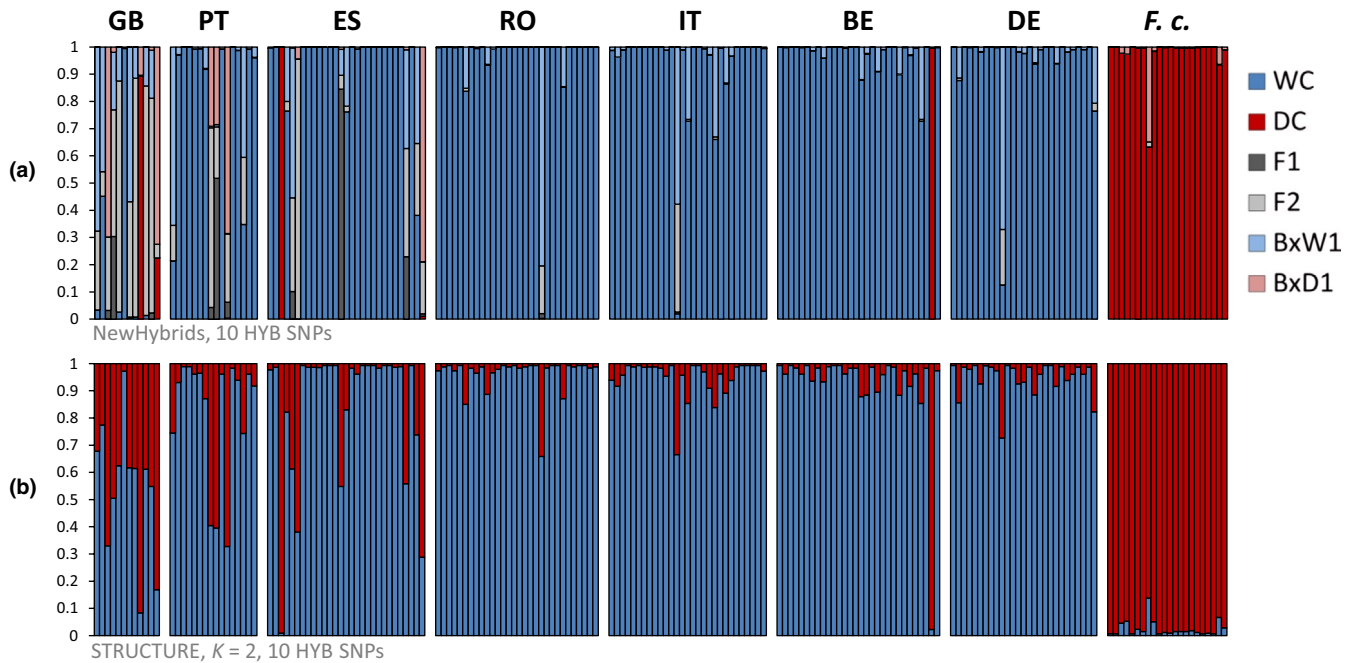 GB PT ES RO IT BE DE F. c.
(a)
1
0.9
0.8
0.7
0.6
0.5
0.4
0.3
0.2
0.1
0
WC
DC
F1
F2
BxW1
BxD1
NewHybrids, 10 HYB SNPs
(b)
1
0.9
0.8
0.7
0.6
0.5
0.4
0.3
0.2
0.1
0
STRUCTURE, K = 2, 10 HYB SNPs